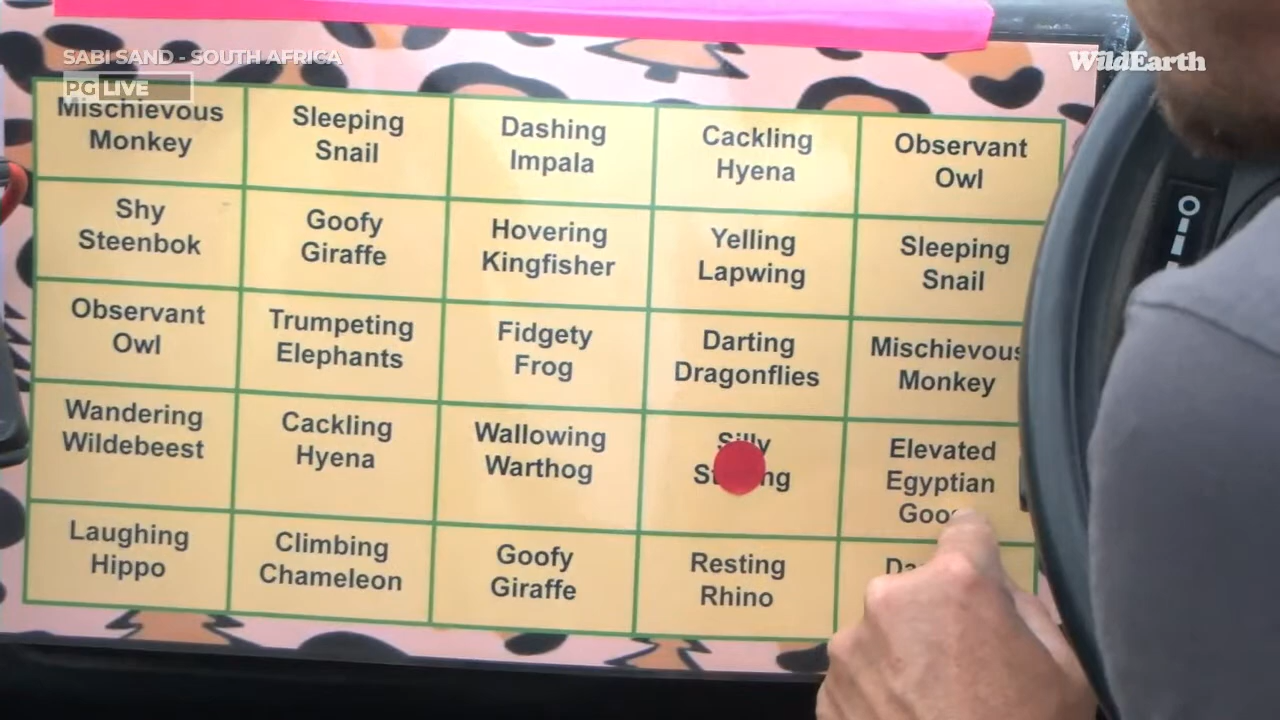 SABI SAND - SOUTH AFRICA
PG LIVE
WildEarth
Mischievous
Monkey
Sleeping
Snail
Dashing
Impala
Cackling
Hyena
Observant
Owl
Shy
Steenbok
Goofy
Giraffe
Hovering
Kingfisher
Yelling
Lapwing
Sleeping
Snail
Observant
Owl
Trumpeting
Elephants
Fidgety
Frog
Darting
Dragonflies
Mischievous
Monkey
Wandering
Wildebeest
Cackling
Hyena
Wallowing
Warthog
Silly
Elevated
Egyptian
Laughing
Hippo
Climbing
Chameleon
Goofy
Giraffe
Resting
Rhino